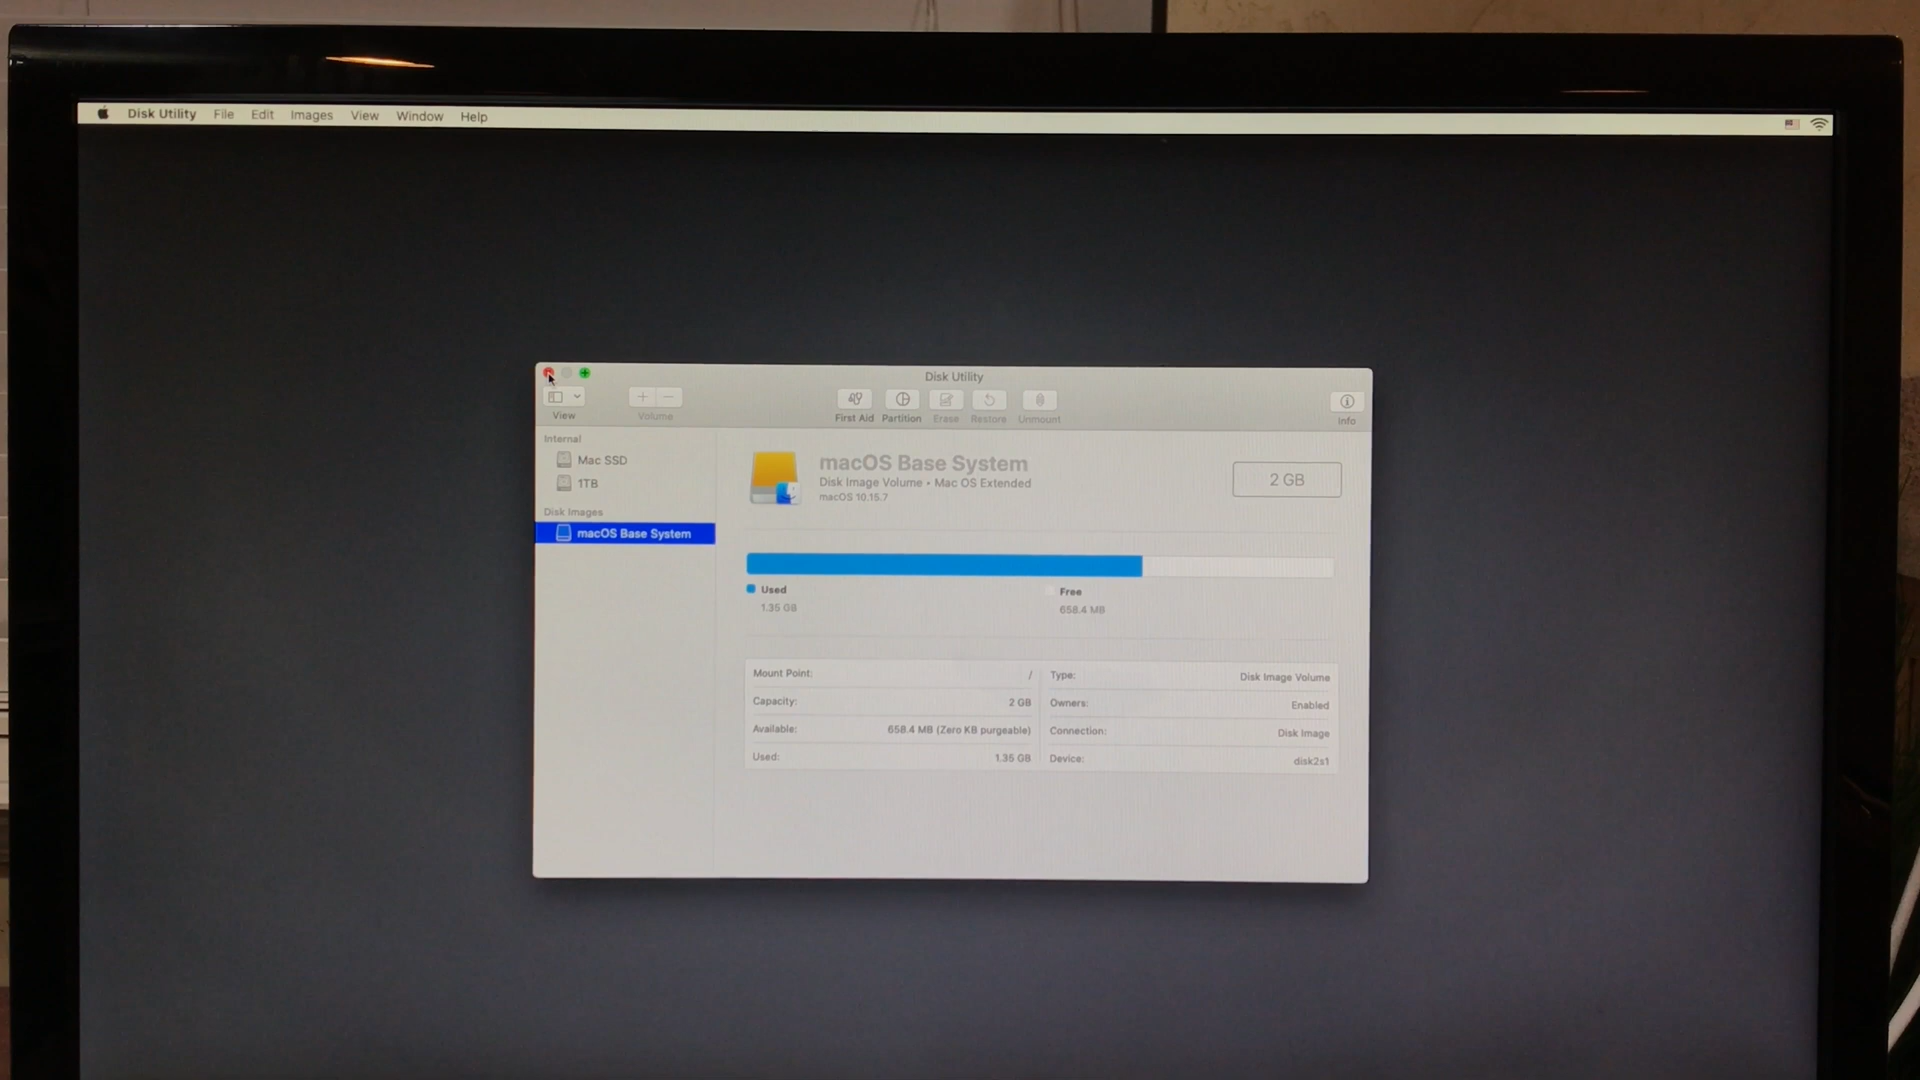 Disk Utility File Edit Images View Window Help
Disk Utility
View
Volume
First Aid Partition Erase Restore Unmount
Info
Internal
Mac SSD
1TB
Disk Images
macOS Base System
macOS Base System
Disk Image Volume • Mac OS Extended
macOS 10.15.7
2 GB
Used
1.35 GB
Free
658.4 MB
Mount Point: /
Capacity: 2 GB
Available: 658.4 MB (Zero KB purgeable)
Used: 1.35 GB
Type: Disk Image Volume
Owners: Enabled
Connection: Disk Image
Device: disk2s1